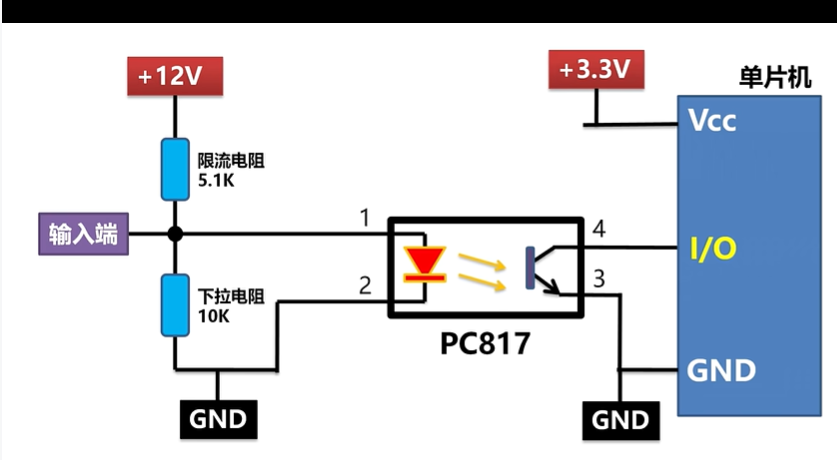 +12V
+3.3V
单片机
Vcc
限流电阻
5.1K
输入端
1
4
I/O
2
3
下拉电阻
10K
PC817
GND
GND
GND